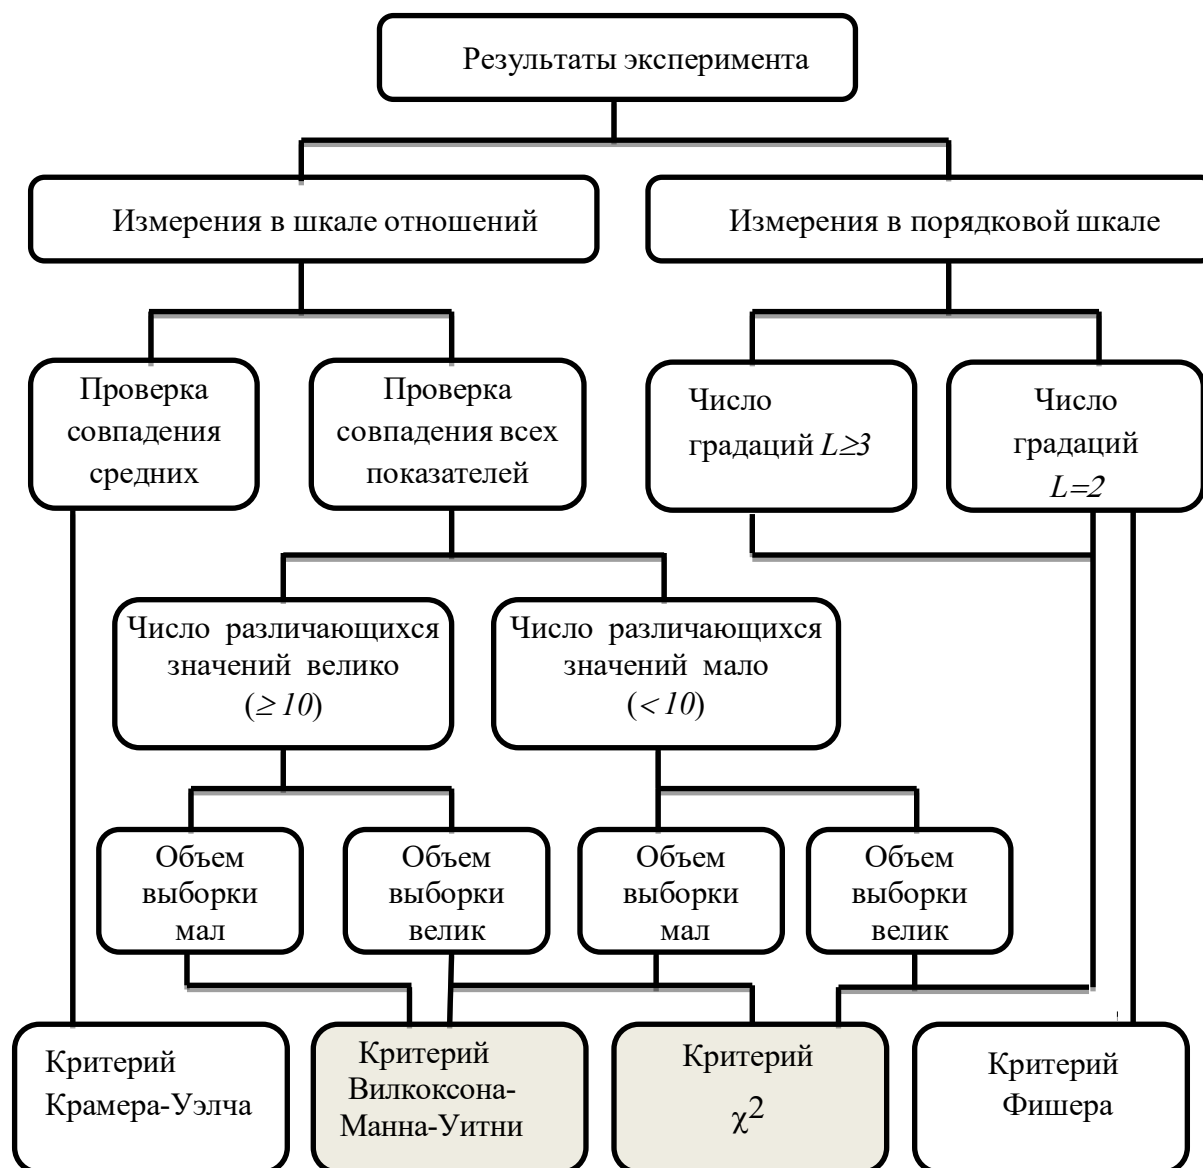 Результаты эксперимента
Измерения в шкале отношений
Измерения в порядковой шкале
Проверка
совпадения
средних
Проверка
совпадения всех
показателей
Число
градаций L≥3
Число
градаций
L=2
Число различающихся
значений велико
(≥ 10)
Число различающихся
значений мало
(< 10)
Объем
выборки
мал
Объем
выборки
велик
Объем
выборки
мал
Объем
выборки
велик
Критерий
Крамера-Уэлча
Критерий
Вилкоксона-
Манна-Уитни
Критерий
χ2
Критерий
Фишера